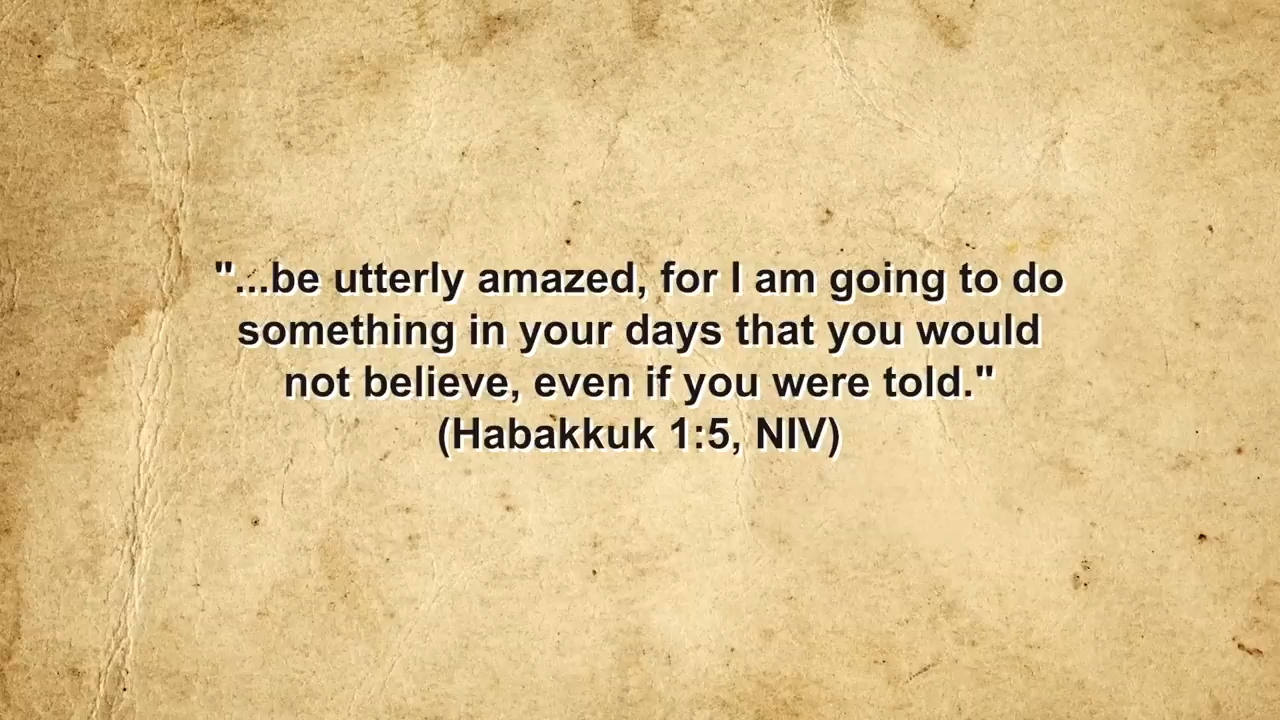 "...be utterly amazed, for I am going to do
something in your days that you would
not believe, even if you were told."
(Habakkuk 1:5, NIV)